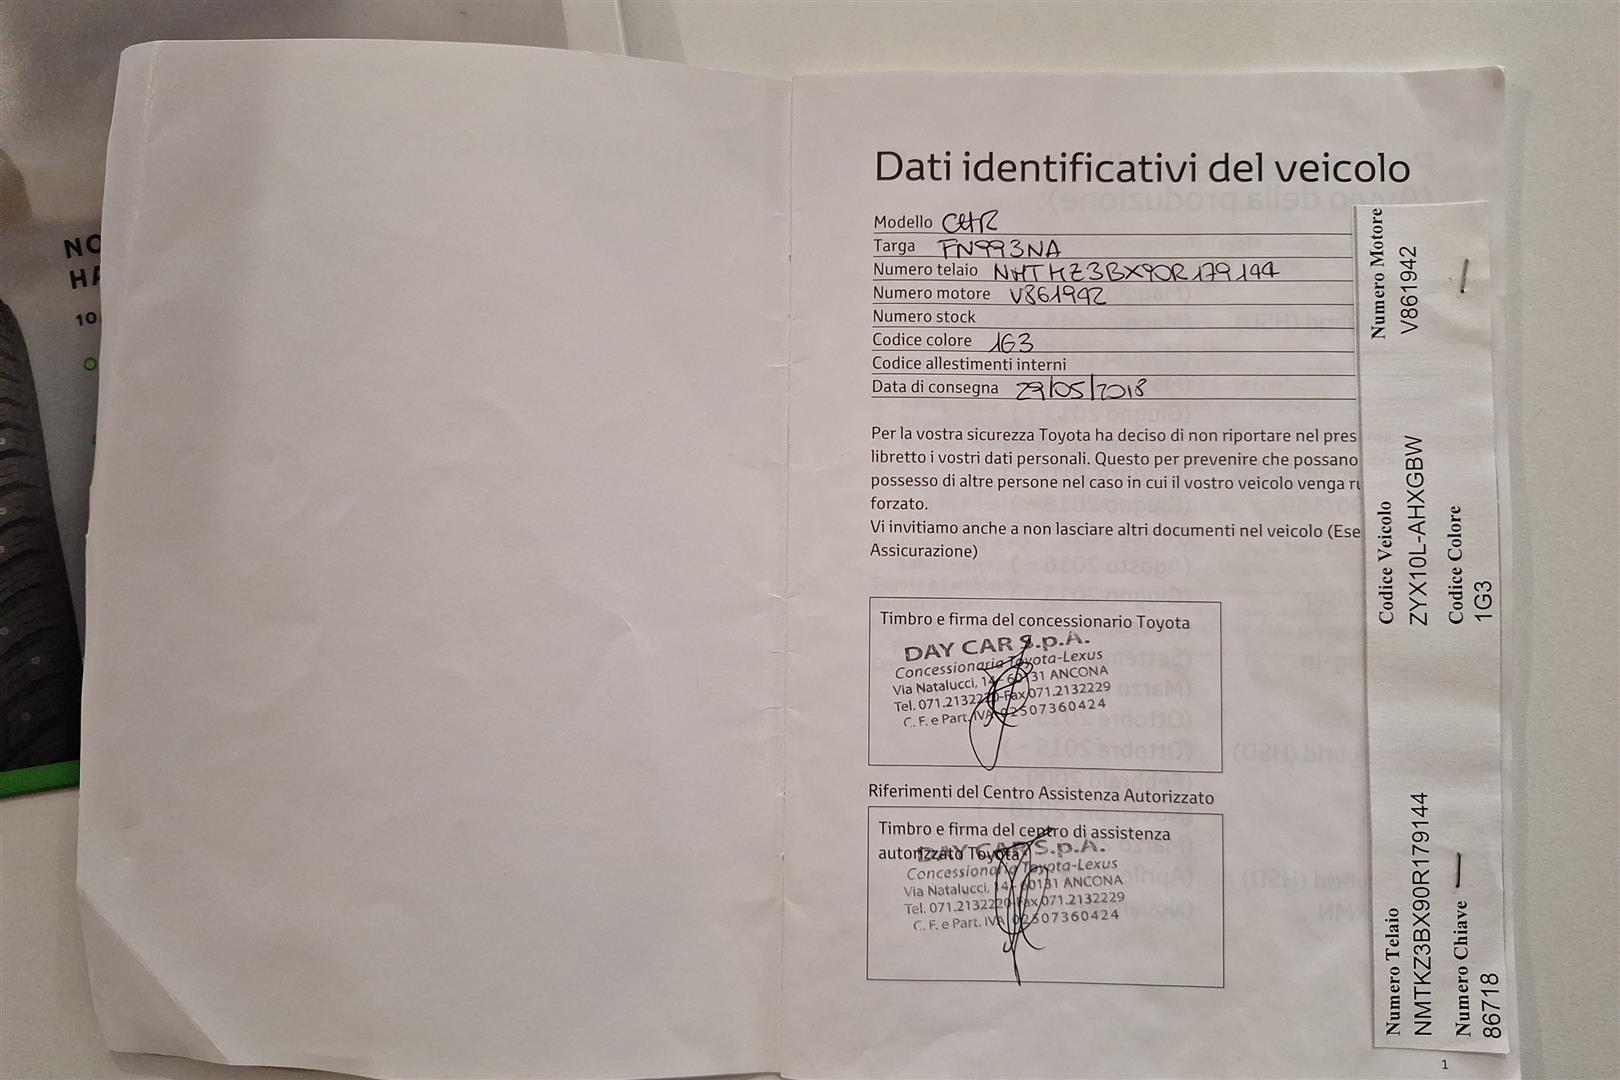 NO
HA
10
Dati identificativi del veicolo
Modello CHR
Targa FN993NA
Numero telaio NMTKZ3BX90R179144
Numero motore V861942
Numero stock
Codice colore 1G3
Codice allestimenti interni
Data di consegna 29/05/2018
Per la vostra sicurezza Toyota ha deciso di non riportare nel pres
libretto i vostri dati personali. Questo per prevenire che possano
possesso di altre persone nel caso in cui il vostro veicolo venga ru
forzato.
Vi invitiamo anche a non lasciare altri documenti nel veicolo (Ese
Assicurazione)
Timbro e firma del concessionario Toyota
DAY CAR S.p.A.
Concessionaria Toyota-Lexus
Via Natalucci, 14 - 60131 ANCONA
Tel. 071.2132220-Fax 071.2132229
C. F. e Part. IVA 02507360424
Riferimenti del Centro Assistenza Autorizzato
Timbro e firma del centro di assistenza
autorizzato Toyota
DAY CAR S.p.A.
Concessionaria Toyota-Lexus
Via Natalucci, 14 - 60131 ANCONA
Tel. 071.2132220-Fax 071.2132229
C. F. e Part. IVA 02507360424
Numero Telaio
NMTKZ3BX90R179144
Numero Chiave
86718
Codice Veicolo
ZYX10L-AHXGBW
Codice Colore
1G3
Numero Motore
V861942
1